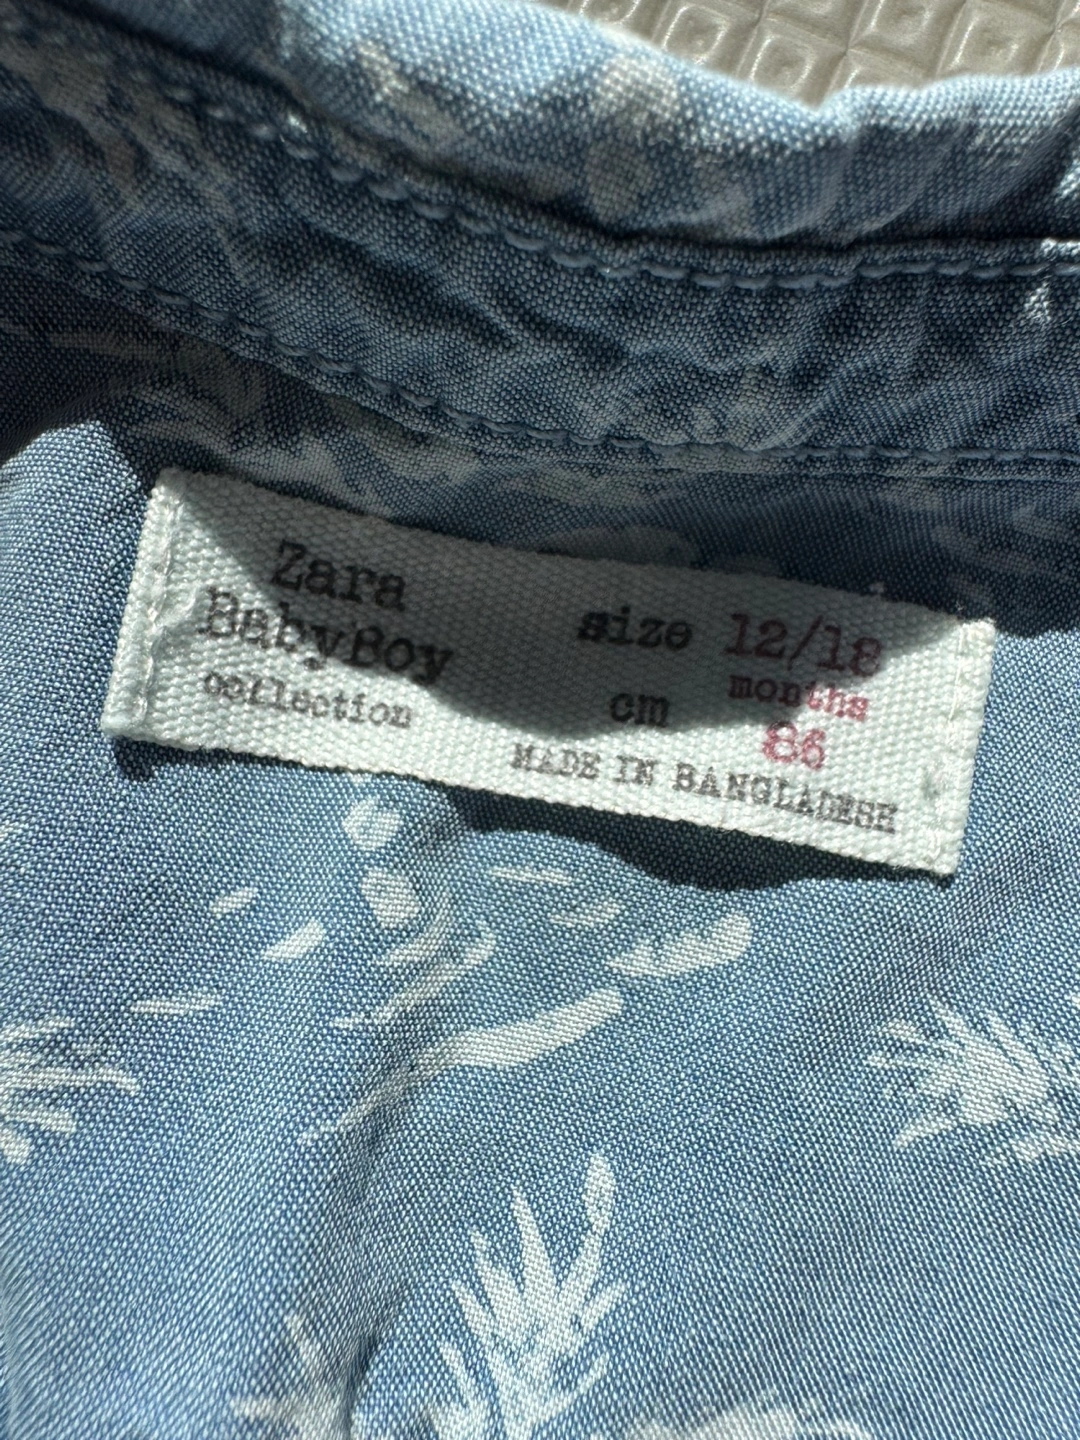 Zara
BabyBoy
collection
size 12/18
months
cm 86
MADE IN BANGLADESH